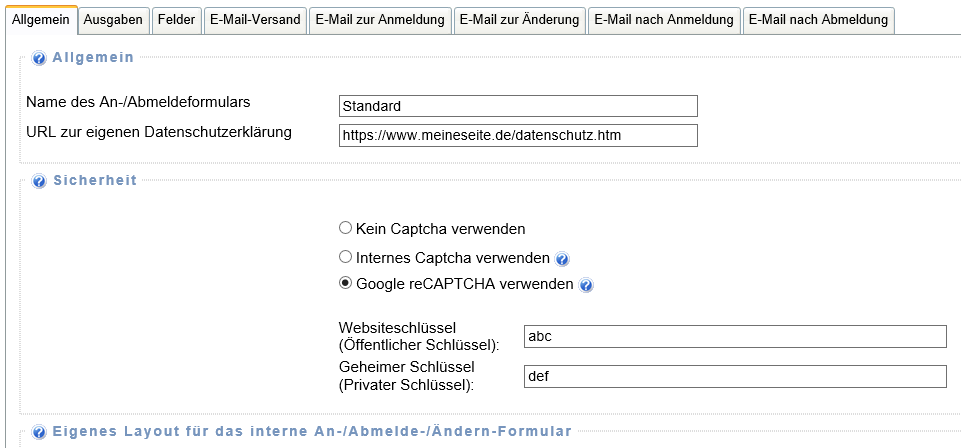 Allgemein Ausgaben Felder E-Mail-Versand E-Mail zur Anmeldung E-Mail zur Änderung E-Mail nach Anmeldung E-Mail nach Abmeldung
Allgemein
Name des An-/Abmeldeformulars Standard
URL zur eigenen Datenschutzerklärung https://www.meineseite.de/datenschutz.htm
Sicherheit
Kein Captcha verwenden
Internes Captcha verwenden
Google reCAPTCHA verwenden
Websiteschlüssel
(Öffentlicher Schlüssel): abc
Geheimer Schlüssel
(Privater Schlüssel): def
Eigenes Layout für das interne An-/Abmelde-/Ändern-Formular